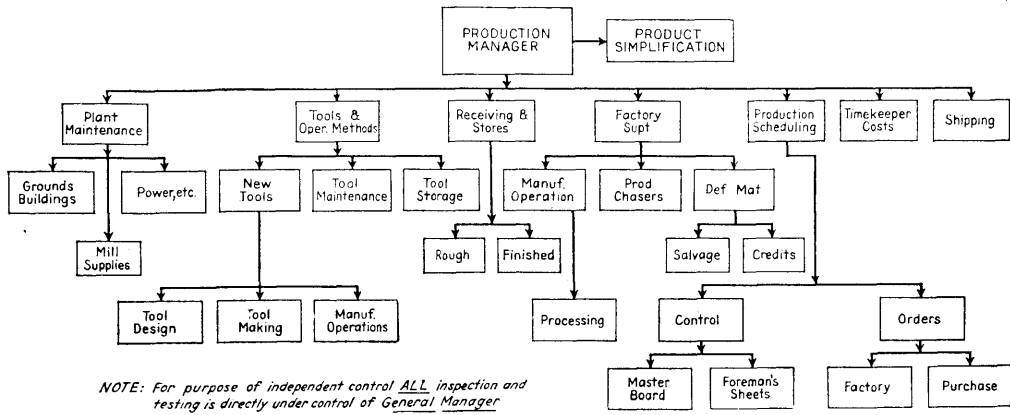 PRODUCTION
MANAGER
PRODUCT
SIMPLIFICATION
Plant
Maintenance
Tools &
Oper. Methods
Receiving &
Stores
Factory
Supt
Production
Scheduling
Timekeeper
Costs
Shipping
Grounds
Buildings
Power, etc.
New
Tools
Tool
Maintenance
Tool
Storage
Manuf.
Operation
Prod
Chasers
Def Mat
Mill
Supplies
Rough
Finished
Salvage
Credits
Tool
Design
Tool
Making
Manuf.
Operations
Processing
Control
Orders
Master
Board
Foreman's
Sheets
Factory
Purchase
NOTE: For purpose of independent control ALL inspection and
testing is directly under control of General Manager